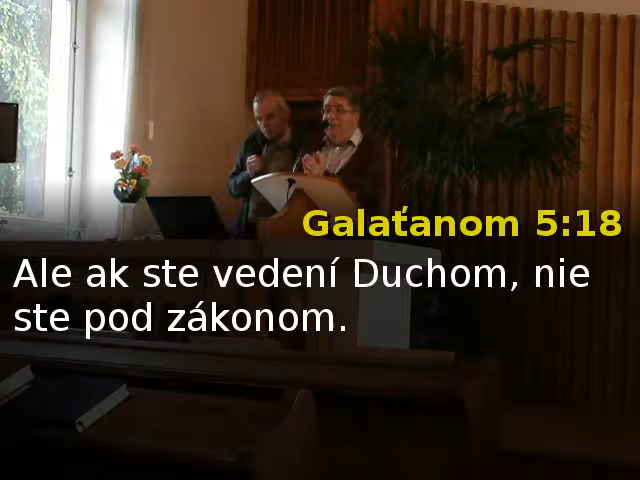 Galaťanom 5:18
Ale ak ste vedení Duchom, nie
ste pod zákonom.